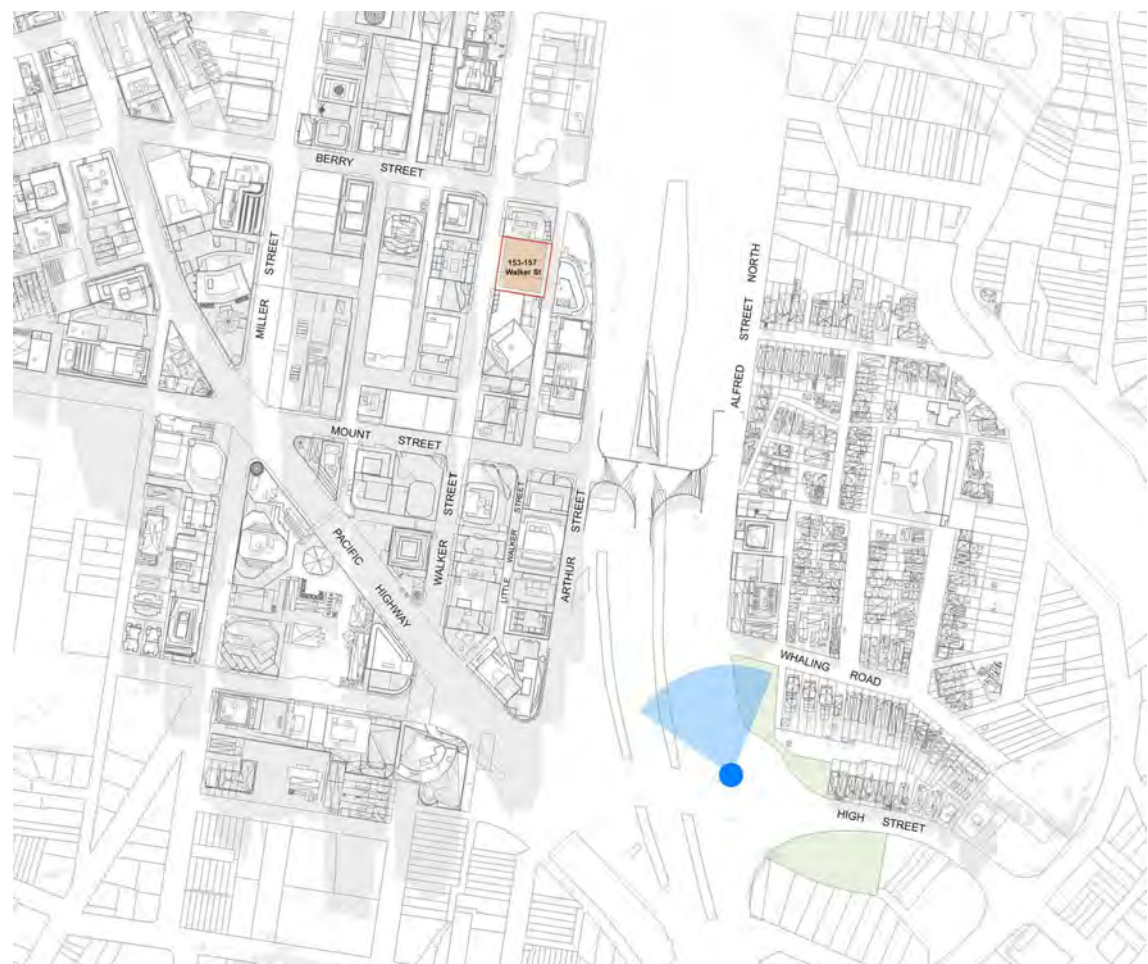 BERRY STREET
153-157
Walker St
MILLER STREET
ALFRED STREET NORTH
MOUNT STREET
WALKER STREET
LITTLE WALKER STREET
ARTHUR STREET
PACIFIC HIGHWAY
WHALING ROAD
HIGH STREET